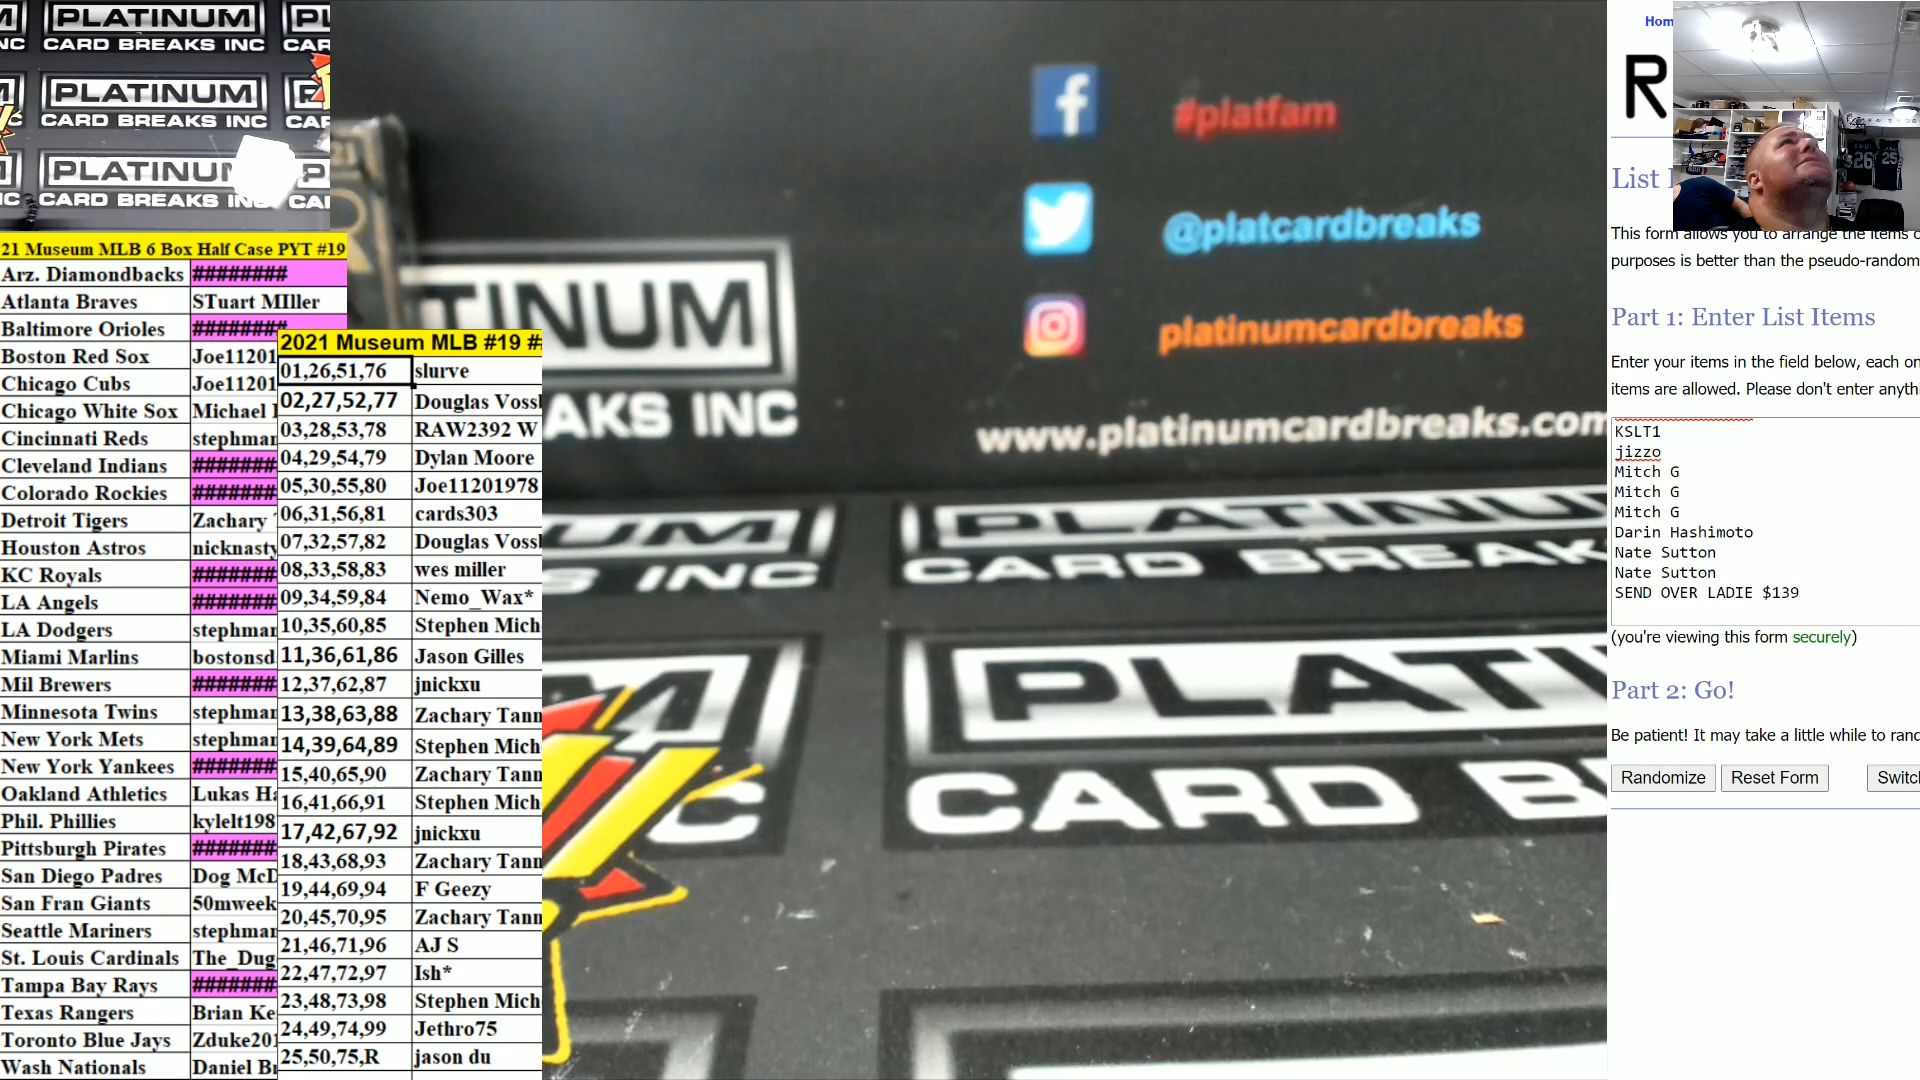 PLATINUM
CARD BREAKS INC
PLATINUM
CARD BREAKS INC
PLATINUM
CARD BREAKS INC
21 Museum MLB 6 Box Half Case PYT #19
Arz. Diamondbacks ########
Atlanta Braves STuart MIller
Baltimore Orioles ########
Boston Red Sox Joe11201
Chicago Cubs Joe11201
Chicago White Sox Michael
Cincinnati Reds stephmar
Cleveland Indians #######
Colorado Rockies #######
Detroit Tigers Zachary
Houston Astros nicknasty
KC Royals #######
LA Angels #######
LA Dodgers stephmar
Miami Marlins bostonsd
Mil Brewers #######
Minnesota Twins stephmar
New York Mets stephmar
New York Yankees #######
Oakland Athletics Lukas Ha
Phil. Phillies kylelt198
Pittsburgh Pirates #######
San Diego Padres Dog McD
San Fran Giants 50mweek
Seattle Mariners stephmar
St. Louis Cardinals The_Dug
Tampa Bay Rays #######
Texas Rangers Brian Ke
Toronto Blue Jays Zduke201
Wash Nationals Daniel Br
2021 Museum MLB #19 #
01,26,51,76 slurve
02,27,52,77 Douglas Vossl
03,28,53,78 RAW2392 W
04,29,54,79 Dylan Moore
05,30,55,80 Joe11201978
06,31,56,81 cards303
07,32,57,82 Douglas Vossl
08,33,58,83 wes miller
09,34,59,84 Nemo_Wax*
10,35,60,85 Stephen Mich
11,36,61,86 Jason Gilles
12,37,62,87 jnickxu
13,38,63,88 Zachary Tann
14,39,64,89 Stephen Mich
15,40,65,90 Zachary Tann
16,41,66,91 Stephen Mich
17,42,67,92 jnickxu
18,43,68,93 Zachary Tann
19,44,69,94 F Geezy
20,45,70,95 Zachary Tann
21,46,71,96 AJ S
22,47,72,97 Ish*
23,48,73,98 Stephen Mich
24,49,74,99 Jethro75
25,50,75,R jason du
#platfam
@platcardbreaks
platinumcardbreaks
www.platinumcardbreaks.com
TINUM
AKS INC
UM
S INC
PLATINU
CARD BREAK
PLATI
CARD B
Hom
R
26
25
List
This form allows you to arrange the items o
purposes is better than the pseudo-random
Part 1: Enter List Items
Enter your items in the field below, each on
items are allowed. Please don't enter anythi
KSLT1
jizzo
Mitch G
Mitch G
Mitch G
Darin Hashimoto
Nate Sutton
Nate Sutton
SEND OVER LADIE $139
(you're viewing this form securely)
Part 2: Go!
Be patient! It may take a little while to rand
Randomize Reset Form Switch